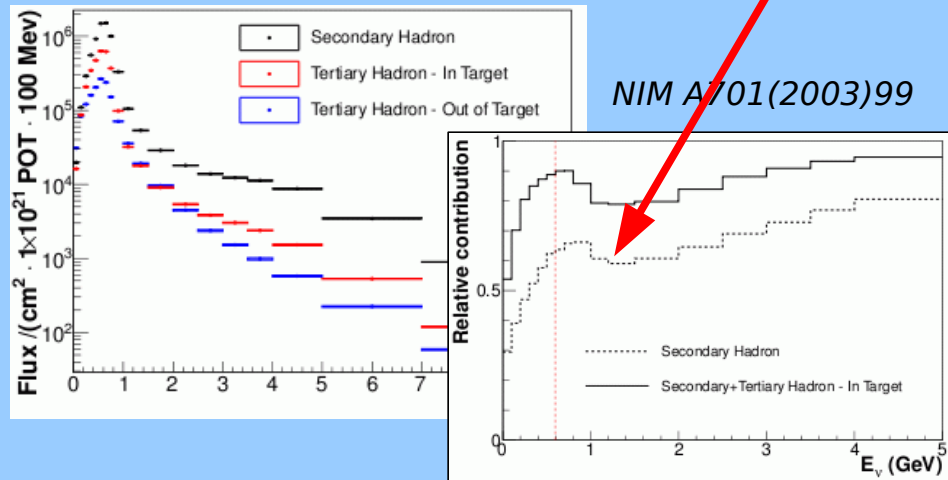 Flux /(cm² · 1×10²¹ POT · 100 Mev)
10⁶
10⁵
10⁴
10³
10²
0 1 2 3 4 5 6 7
Secondary Hadron
Tertiary Hadron - In Target
Tertiary Hadron - Out of Target
NIM A701(2003)99
Relative contribution
1
0.5
0
Secondary Hadron
Secondary+Tertiary Hadron - In Target
0 1 2 3 4 5
Eν (GeV)